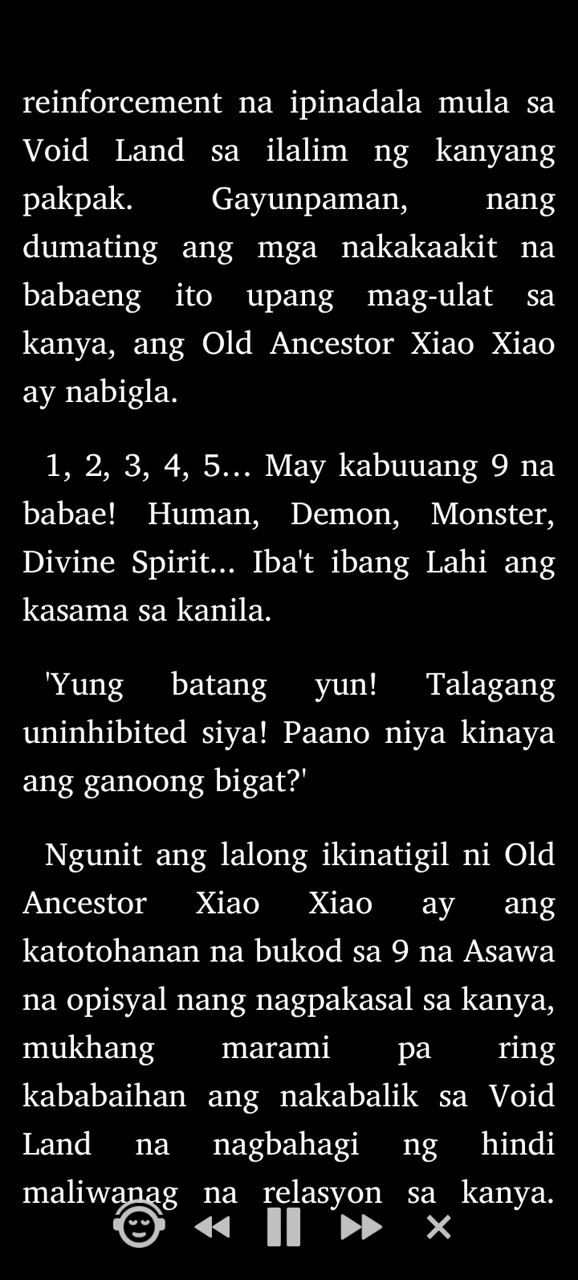 reinforcement na ipinadala mula sa
Void Land sa ilalim ng kanyang
pakpak. Gayunpaman, nang
dumating ang mga nakakaakit na
babaeng ito upang mag-ulat sa
kanya, ang Old Ancestor Xiao Xiao
ay nabigla.
1, 2, 3, 4, 5… May kabuuang 9 na
babae! Human, Demon, Monster,
Divine Spirit... Iba't ibang Lahi ang
kasama sa kanila.
'Yung batang yun! Talagang
uninhibited siya! Paano niya kinaya
ang ganoong bigat?'
Ngunit ang lalong ikinatigil ni Old
Ancestor Xiao Xiao ay ang
katotohanan na bukod sa 9 na Asawa
na opisyal nang nagpakasal sa kanya,
mukhang marami pa ring
kababaihan ang nakabalik sa Void
Land na nagbahagi ng hindi
maliwanag na relasyon sa kanya.